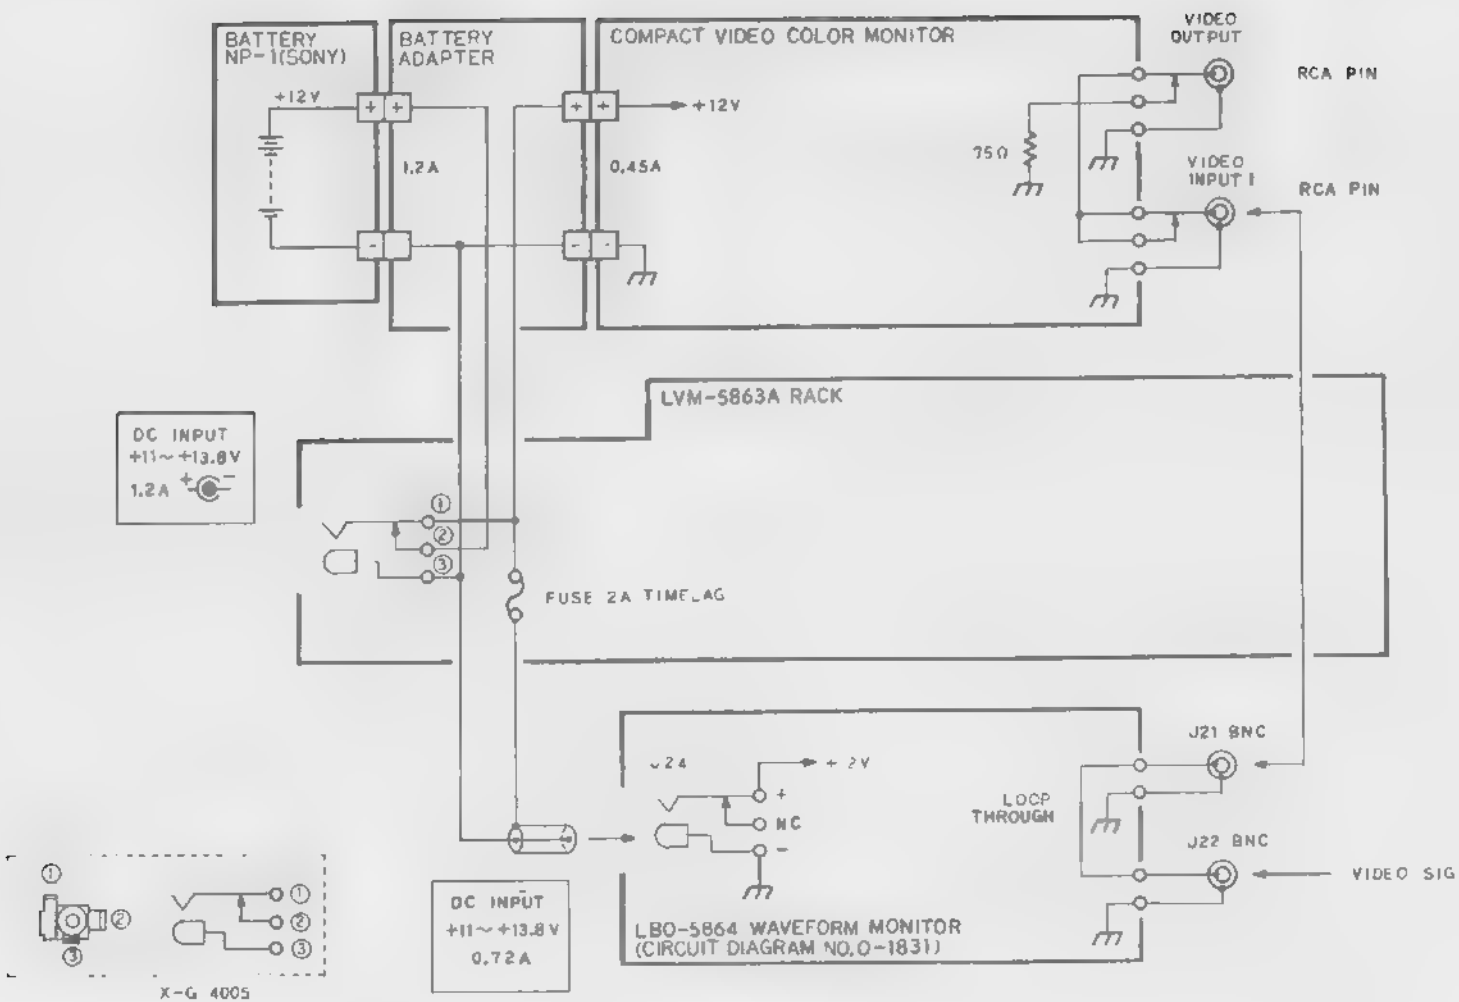 BATTERY
NP-1(SONY)
BATTERY
ADAPTER
COMPACT VIDEO COLOR MONITOR
VIDEO
OUTPUT
RCA PIN
+12V
+ +
+ +
+12V
1.2A
0.45A
75Ω
VIDEO
INPUT 1
RCA PIN
-
- -
LVM-5863A RACK
DC INPUT
+11~+13.8V
1.2A + -
①
②
③
FUSE 2A TIMELAG
J21 BNC
24
+ 2V
+
NC
-
LOOP
THROUGH
J22 BNC
VIDEO SIG
DC INPUT
+11~+13.8V
0.72A
LBO-5864 WAVEFORM MONITOR
(CIRCUIT DIAGRAM NO.O-1831)
①
②
③
①
②
③
X-G 4005